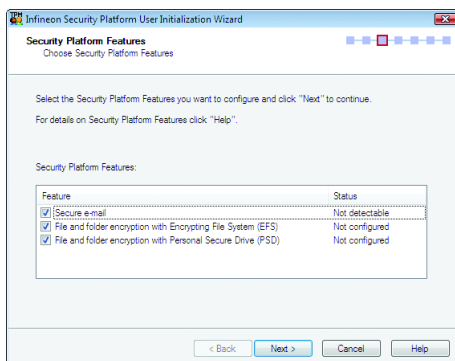 Infineon Security Platform User Initialization Wizard
Security Platform Features
Choose Security Platform Features
Select the Security Platform Features you want to configure and click "Next" to continue.
For details on Security Platform Features click "Help".
Security Platform Features:
Feature Status
Secure e-mail Not detectable
File and folder encryption with Encrypting File System (EFS) Not configured
File and folder encryption with Personal Secure Drive (PSD) Not configured
< Back Next > Cancel Help